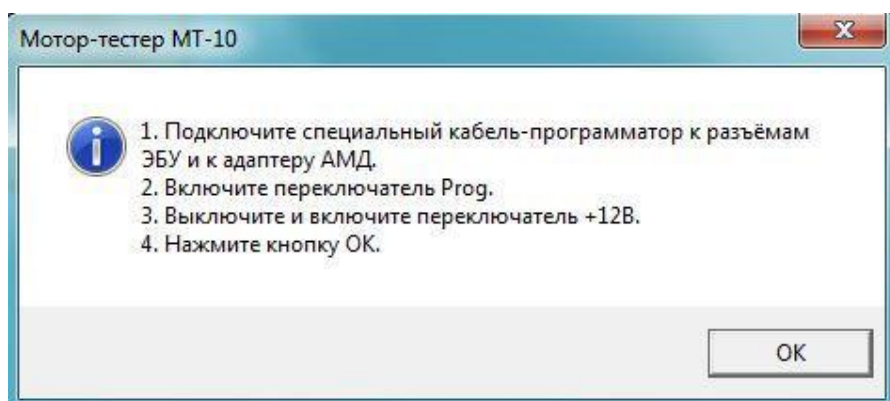 Мотор-тестер МТ-10
1. Подключите специальный кабель-программатор к разъёмам
ЭБУ и к адаптеру АМД.
2. Включите переключатель Prog.
3. Выключите и включите переключатель +12В.
4. Нажмите кнопку ОК.
OK